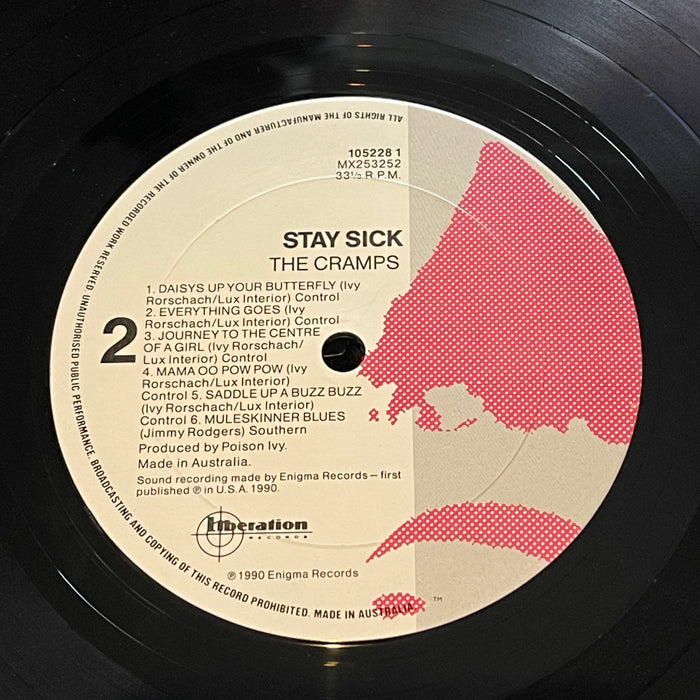 105228 1
MX253252
33⅓ R.P.M.
STAY SICK
THE CRAMPS
2
1. DAISYS UP YOUR BUTTERFLY (Ivy
Rorschach/Lux Interior) Control
2. EVERYTHING GOES (Ivy
Rorschach/Lux Interior) Control
3. JOURNEY TO THE CENTRE
OF A GIRL (Ivy Rorschach/
Lux Interior) Control
4. MAMA OO POW POW (Ivy
Rorschach/Lux Interior)
Control 5. SADDLE UP A BUZZ BUZZ
(Ivy Rorschach/Lux Interior)
Control 6. MULESKINNER BLUES
(Jimmy Rodgers) Southern
Produced by Poison Ivy.
Made in Australia.
Sound recording made by Enigma Records – first
published ℗ in U.S.A. 1990.
liberation
RECORDS
℗ 1990 Enigma Records
ALL RIGHTS OF THE MANUFACTURER AND OF THE OWNER OF THE RECORDED WORK RESERVED. UNAUTHORISED PUBLIC PERFORMANCE, BROADCASTING AND COPYING OF THIS RECORD PROHIBITED. MADE IN AUSTRALIA
TM